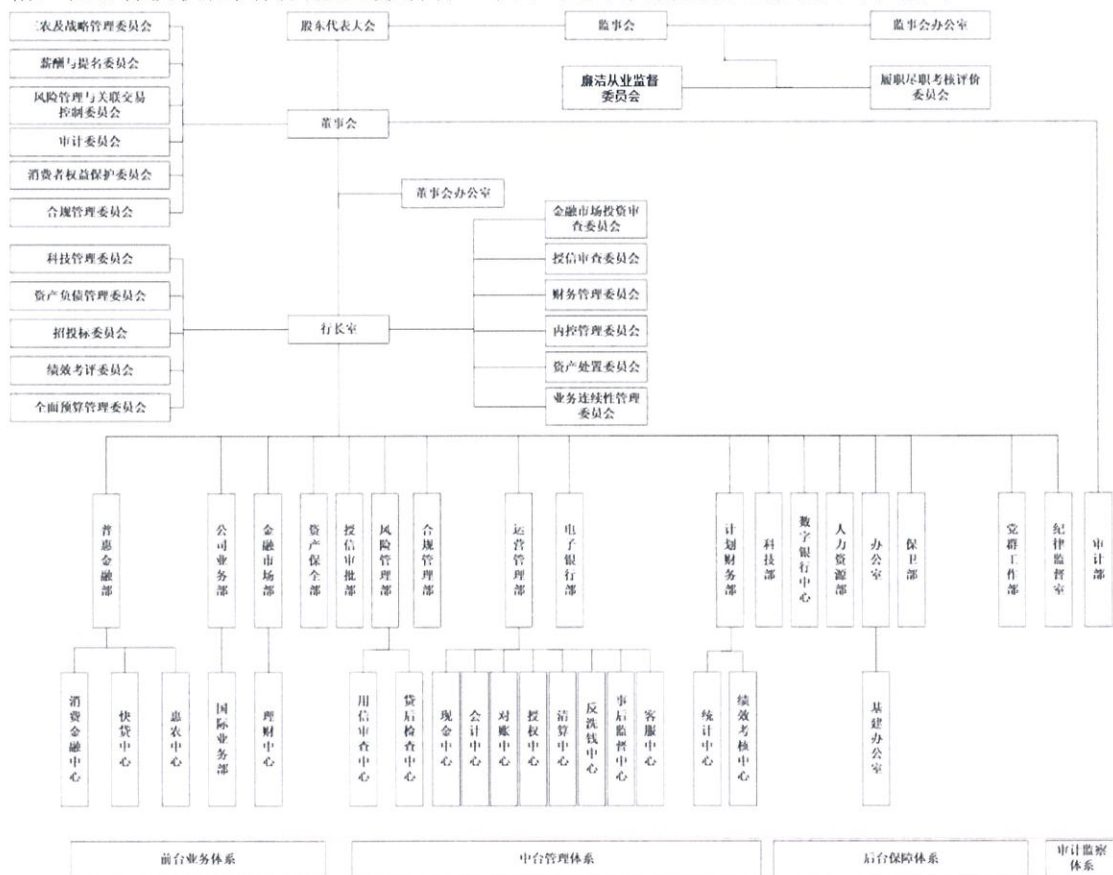 三农及战略管理委员会
股东代表大会
监事会
监事会办公室
薪酬与提名委员会
廉洁从业监督
委员会
履职尽职考核评价
委员会
风险管理与关联交易
控制委员会
董事会
审计委员会
消费者权益保护委员会
董事会办公室
合规管理委员会
金融市场投资审
查委员会
科技管理委员会
授信审查委员会
资产负债管理委员会
财务管理委员会
招投标委员会
行长室
内控管理委员会
绩效考评委员会
资产处置委员会
全面预算管理委员会
业务连续性管理
委员会
普惠金融部
公司业务部
金融市场部
资产保全部
授信审批部
风险管理部
合规管理部
运营管理部
电子银行部
计划财务部
科技部
数字银行中心
人力资源部
办公室
保卫部
党群工作部
纪律监督室
审计部
消费金融中心
快贷中心
惠农中心
国际业务部
理财中心
用信审查中心
贷后检查中心
现金中心
会计中心
对账中心
授权中心
清算中心
反洗钱中心
事后监督中心
客服中心
统计中心
绩效考核中心
基建办公室
前台业务体系
中台管理体系
后台保障体系
审计监察
体系